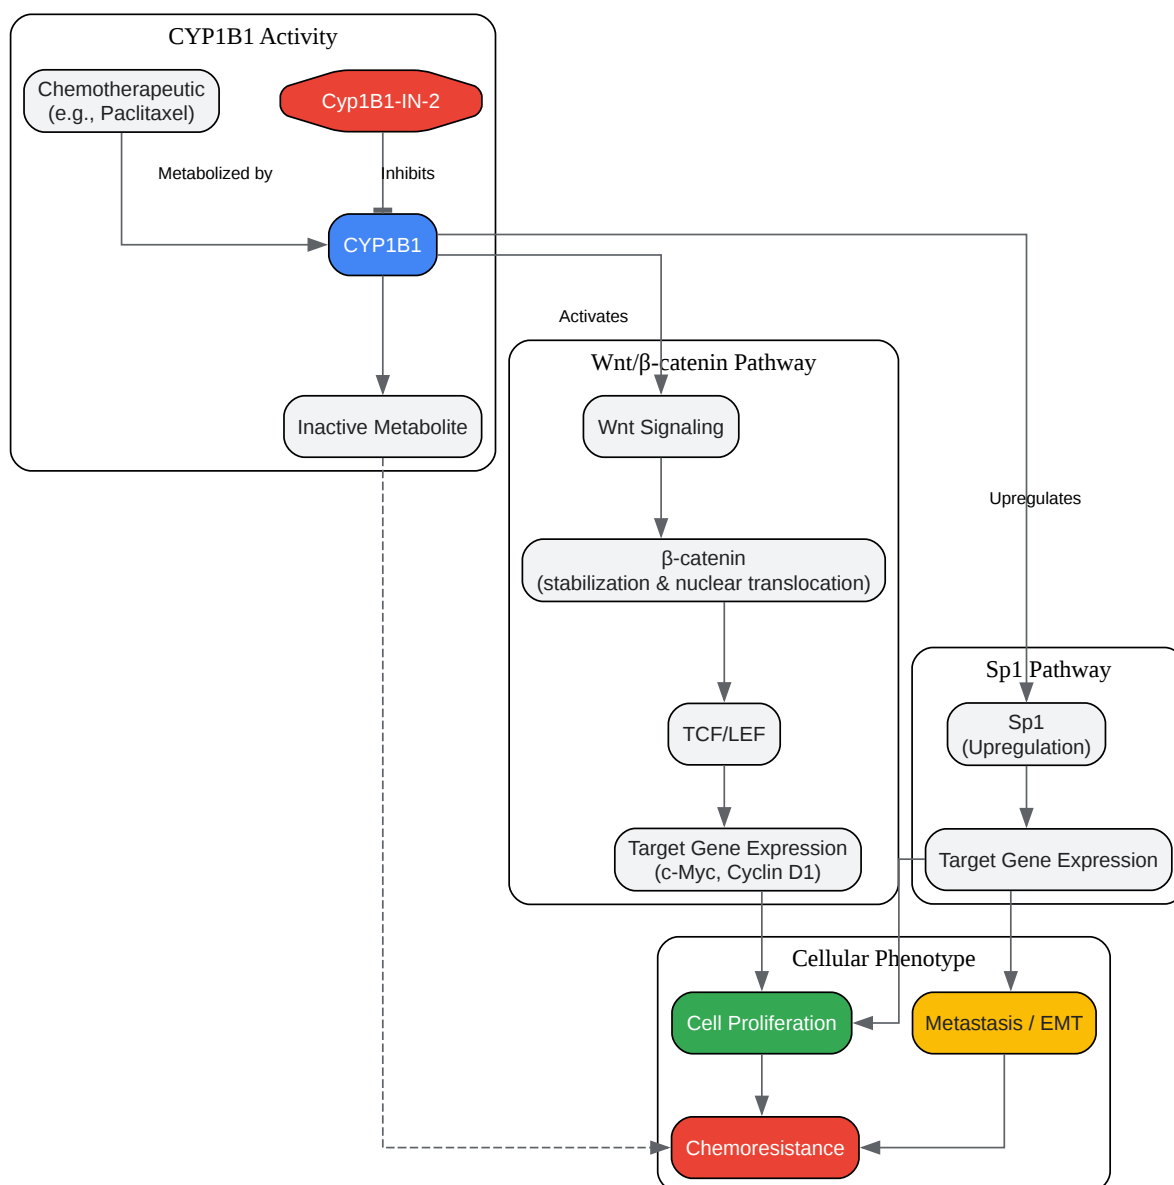 CYP1B1 Activity
Chemotherapeutic
(e.g., Paclitaxel)
Cyp1B1-IN-2
Metabolized by
Inhibits
CYP1B1
Activates
Inactive Metabolite
Wnt/β-catenin Pathway
Wnt Signaling
Upregulates
β-catenin
(stabilization & nuclear translocation)
TCF/LEF
Sp1 Pathway
Sp1
(Upregulation)
Target Gene Expression
(c-Myc, Cyclin D1)
Target Gene Expression
Cellular Phenotype
Cell Proliferation
Metastasis / EMT
Chemoresistance